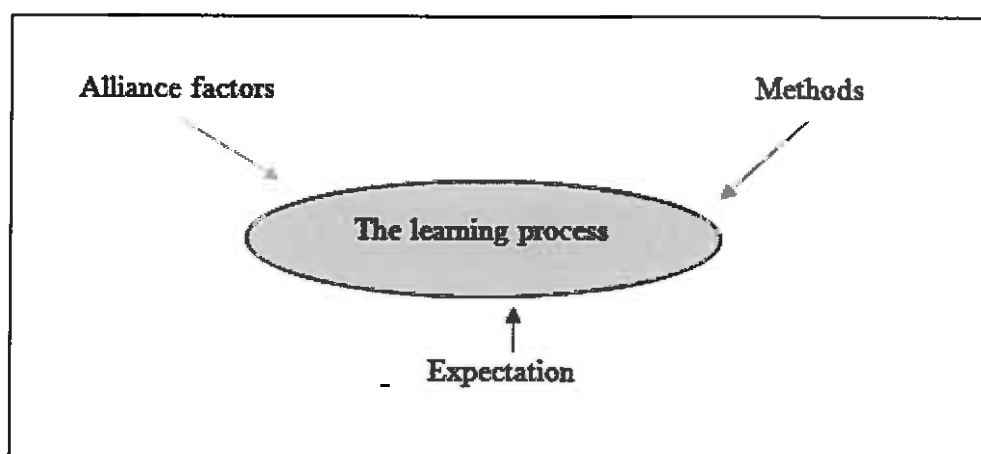 Alliance factors
Methods
The learning process
Expectation